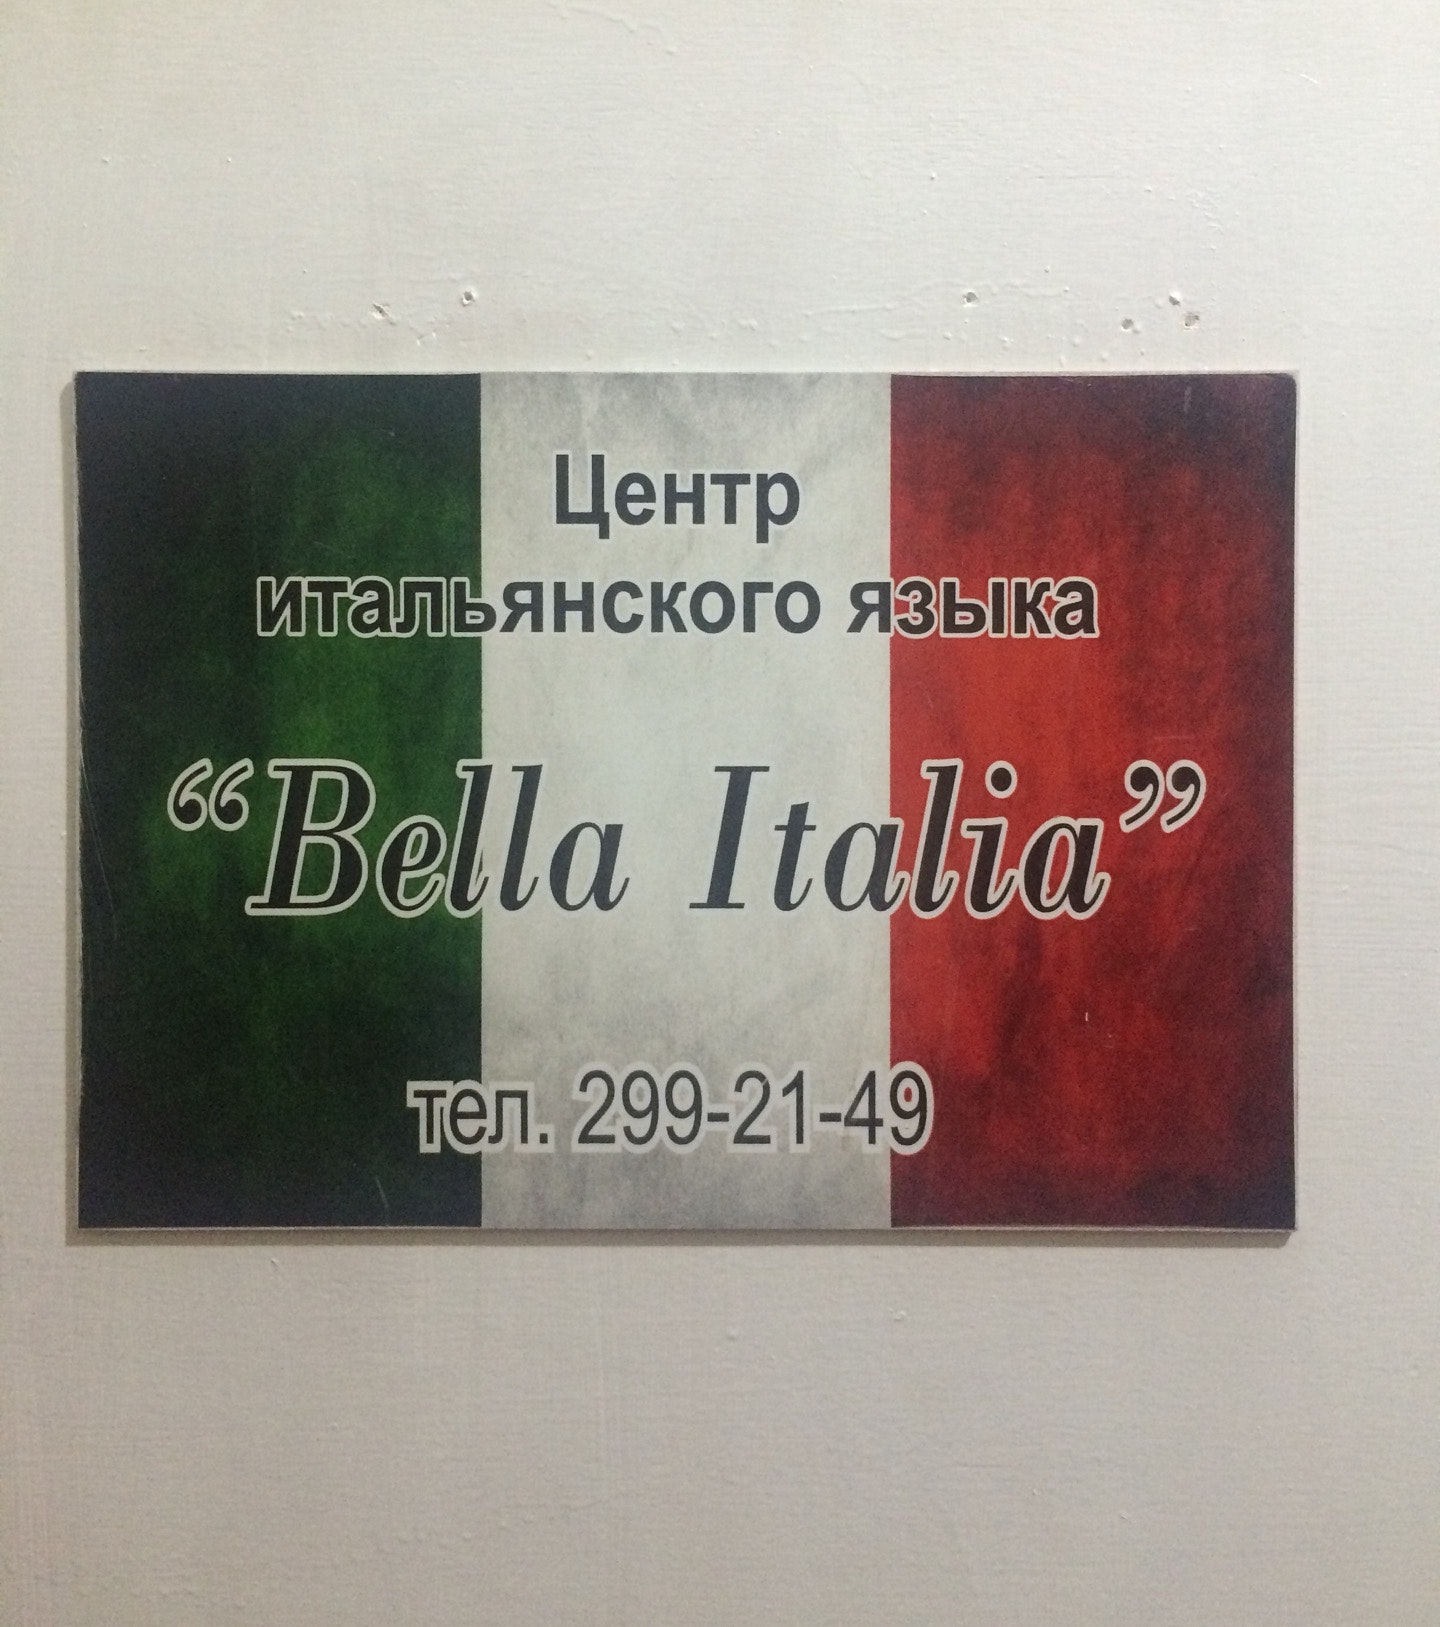 Центр
итальянского языка
“Bella Italia”
тел. 299-21-49